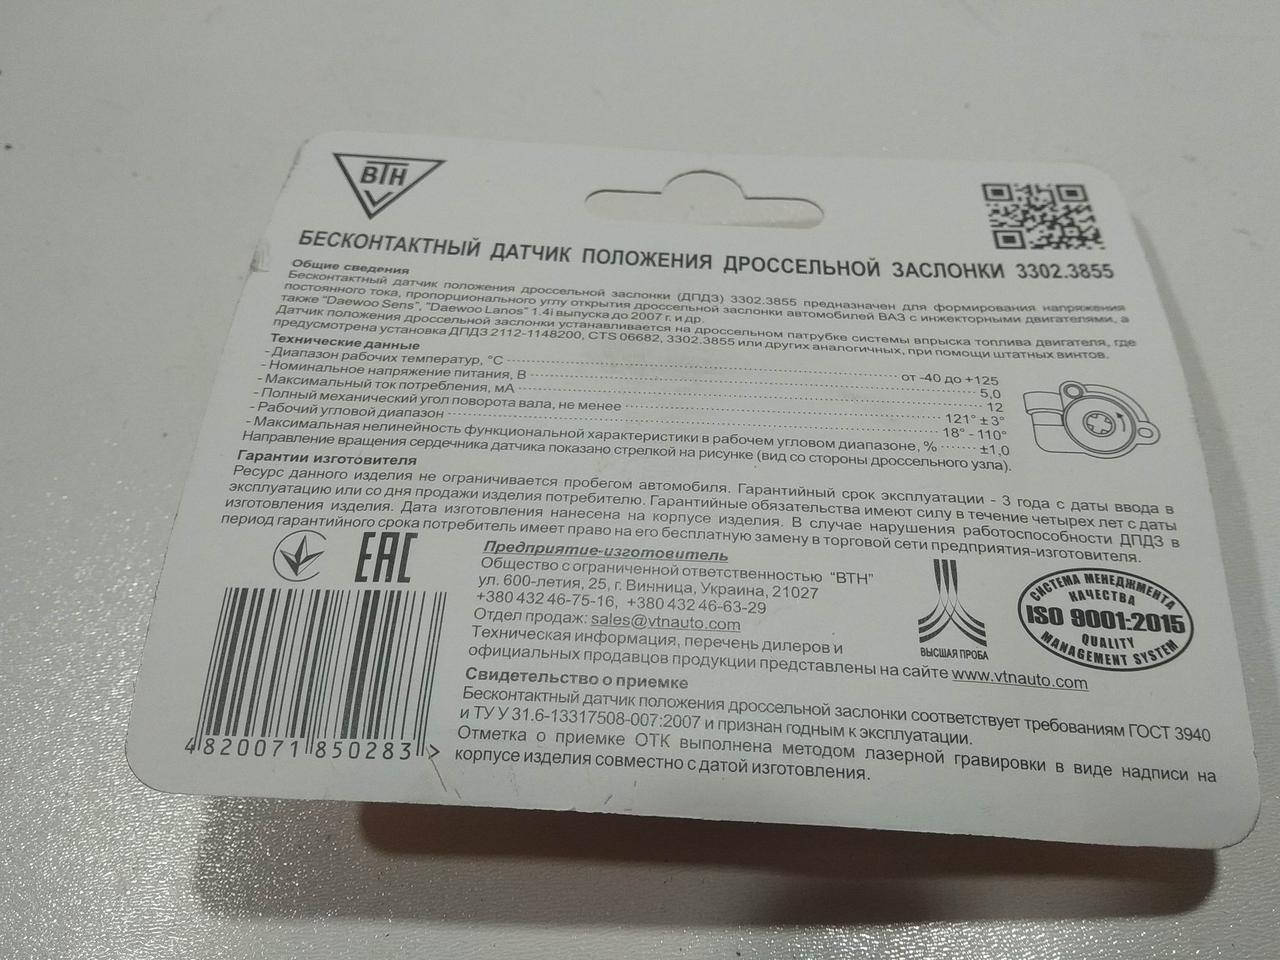 ВТН
БЕСКОНТАКТНЫЙ ДАТЧИК ПОЛОЖЕНИЯ ДРОССЕЛЬНОЙ ЗАСЛОНКИ 3302.3855
Общие сведения
Бесконтактный датчик положения дроссельной заслонки (ДПДЗ) 3302.3855 предназначен для формирования напряжения
постоянного тока, пропорционального углу открытия дроссельной заслонки автомобилей ВАЗ с инжекторными двигателями, а
также "Daewoo Sens", "Daewoo Lanos" 1.4i выпуска до 2007 г. и др.
Датчик положения дроссельной заслонки устанавливается на дроссельном патрубке системы впрыска топлива двигателя, где
предусмотрена установка ДПДЗ 2112-1148200, CTS 06682, 3302.3855 или других аналогичных, при помощи штатных винтов.
Технические данные
- Диапазон рабочих температур, °С от -40 до +125
- Номинальное напряжение питания, В 5,0
- Максимальный ток потребления, мА 12
- Полный механический угол поворота вала, не менее 121° ± 3°
- Рабочий угловой диапазон 18° - 110°
- Максимальная нелинейность функциональной характеристики в рабочем угловом диапазоне, % ±1,0
Направление вращения сердечника датчика показано стрелкой на рисунке (вид со стороны дроссельного узла).
Гарантии изготовителя
Ресурс данного изделия не ограничивается пробегом автомобиля. Гарантийный срок эксплуатации - 3 года с даты ввода в
эксплуатацию или со дня продажи изделия потребителю. Гарантийные обязательства имеют силу в течение четырех лет с даты
изготовления изделия. Дата изготовления нанесена на корпусе изделия. В случае нарушения работоспособности ДПДЗ в
период гарантийного срока потребитель имеет право на его бесплатную замену в торговой сети предприятия-изготовителя.
EAC
Предприятие-изготовитель
Общество с ограниченной ответственностью "ВТН"
ул. 600-летия, 25, г. Винница, Украина, 21027
+380 432 46-75-16, +380 432 46-63-29
Отдел продаж: sales@vtnauto.com
Техническая информация, перечень дилеров и
официальных продавцов продукции представлены на сайте www.vtnauto.com
ВЫСШАЯ ПРОБА
СИСТЕМА МЕНЕДЖМЕНТА
КАЧЕСТВА
ISO 9001:2015
QUALITY
MANAGEMENT SYSTEM
Свидетельство о приемке
Бесконтактный датчик положения дроссельной заслонки соответствует требованиям ГОСТ 3940
и ТУ У 31.6-13317508-007:2007 и признан годным к эксплуатации.
Отметка о приемке ОТК выполнена методом лазерной гравировки в виде надписи на
корпусе изделия совместно с датой изготовления.
4 820071 850283 >